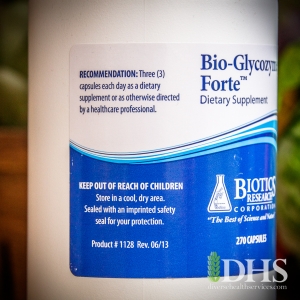 RECOMMENDATION: Three (3)
capsules each day as a dietary
supplement or as otherwise directed
by a healthcare professional.
KEEP OUT OF REACH OF CHILDREN
Store in a cool, dry area.
Sealed with an imprinted safety
seal for your protection.
Product # 1128 Rev. 06/13
Bio-Glycozym
Forte™
Dietary Supplement
BIOTICS
RESEARCH
CORPORATION
"The Best of Science and
270 CAPSULES
DHS